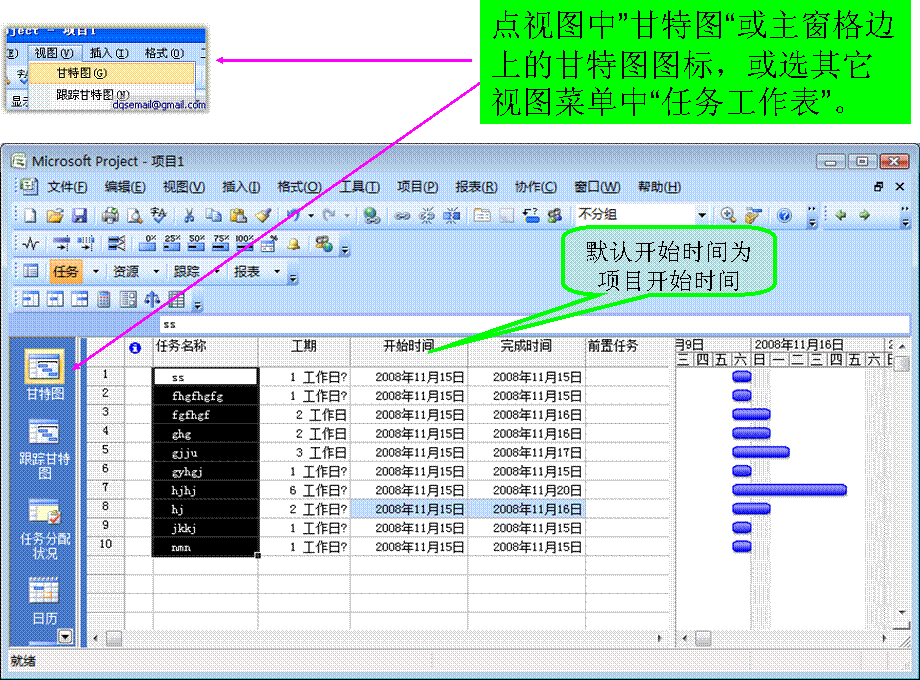 点视图中”甘特图“或主窗格边
上的甘特图图标，或选其它
视图菜单中“任务工作表”。
视图(V) 插入(I) 格式(O)
甘特图(G)
跟踪甘特图(N)
dqsemail@gmail.com
Microsoft Project - 项目1
文件(F) 编辑(E) 视图(V) 插入(I) 格式(O) 工具(T) 项目(P) 报表(R) 协作(C) 窗口(W) 帮助(H)
不分组
0% 25% 50% 75% 100%
默认开始时间为
项目开始时间
任务 资源 跟踪 报表
ss
任务名称 工期 开始时间 完成时间 前置任务 月9日 2008年11月16日
三 四 五 六 日 一 二 三 四 五 六 日
1 ss 1 工作日? 2008年11月15日 2008年11月15日
2 fhgfhgfg 1 工作日? 2008年11月15日 2008年11月15日
3 fgfhgf 2 工作日 2008年11月15日 2008年11月16日
4 ghg 2 工作日 2008年11月15日 2008年11月16日
5 gjju 3 工作日 2008年11月15日 2008年11月17日
6 gyhgj 1 工作日? 2008年11月15日 2008年11月15日
7 hjhj 6 工作日? 2008年11月15日 2008年11月20日
8 hj 2 工作日? 2008年11月15日 2008年11月16日
9 jkkj 1 工作日? 2008年11月15日 2008年11月15日
10 nmn 1 工作日? 2008年11月15日 2008年11月15日
甘特图
跟踪甘特
图
任务分配
状况
日历
就绪